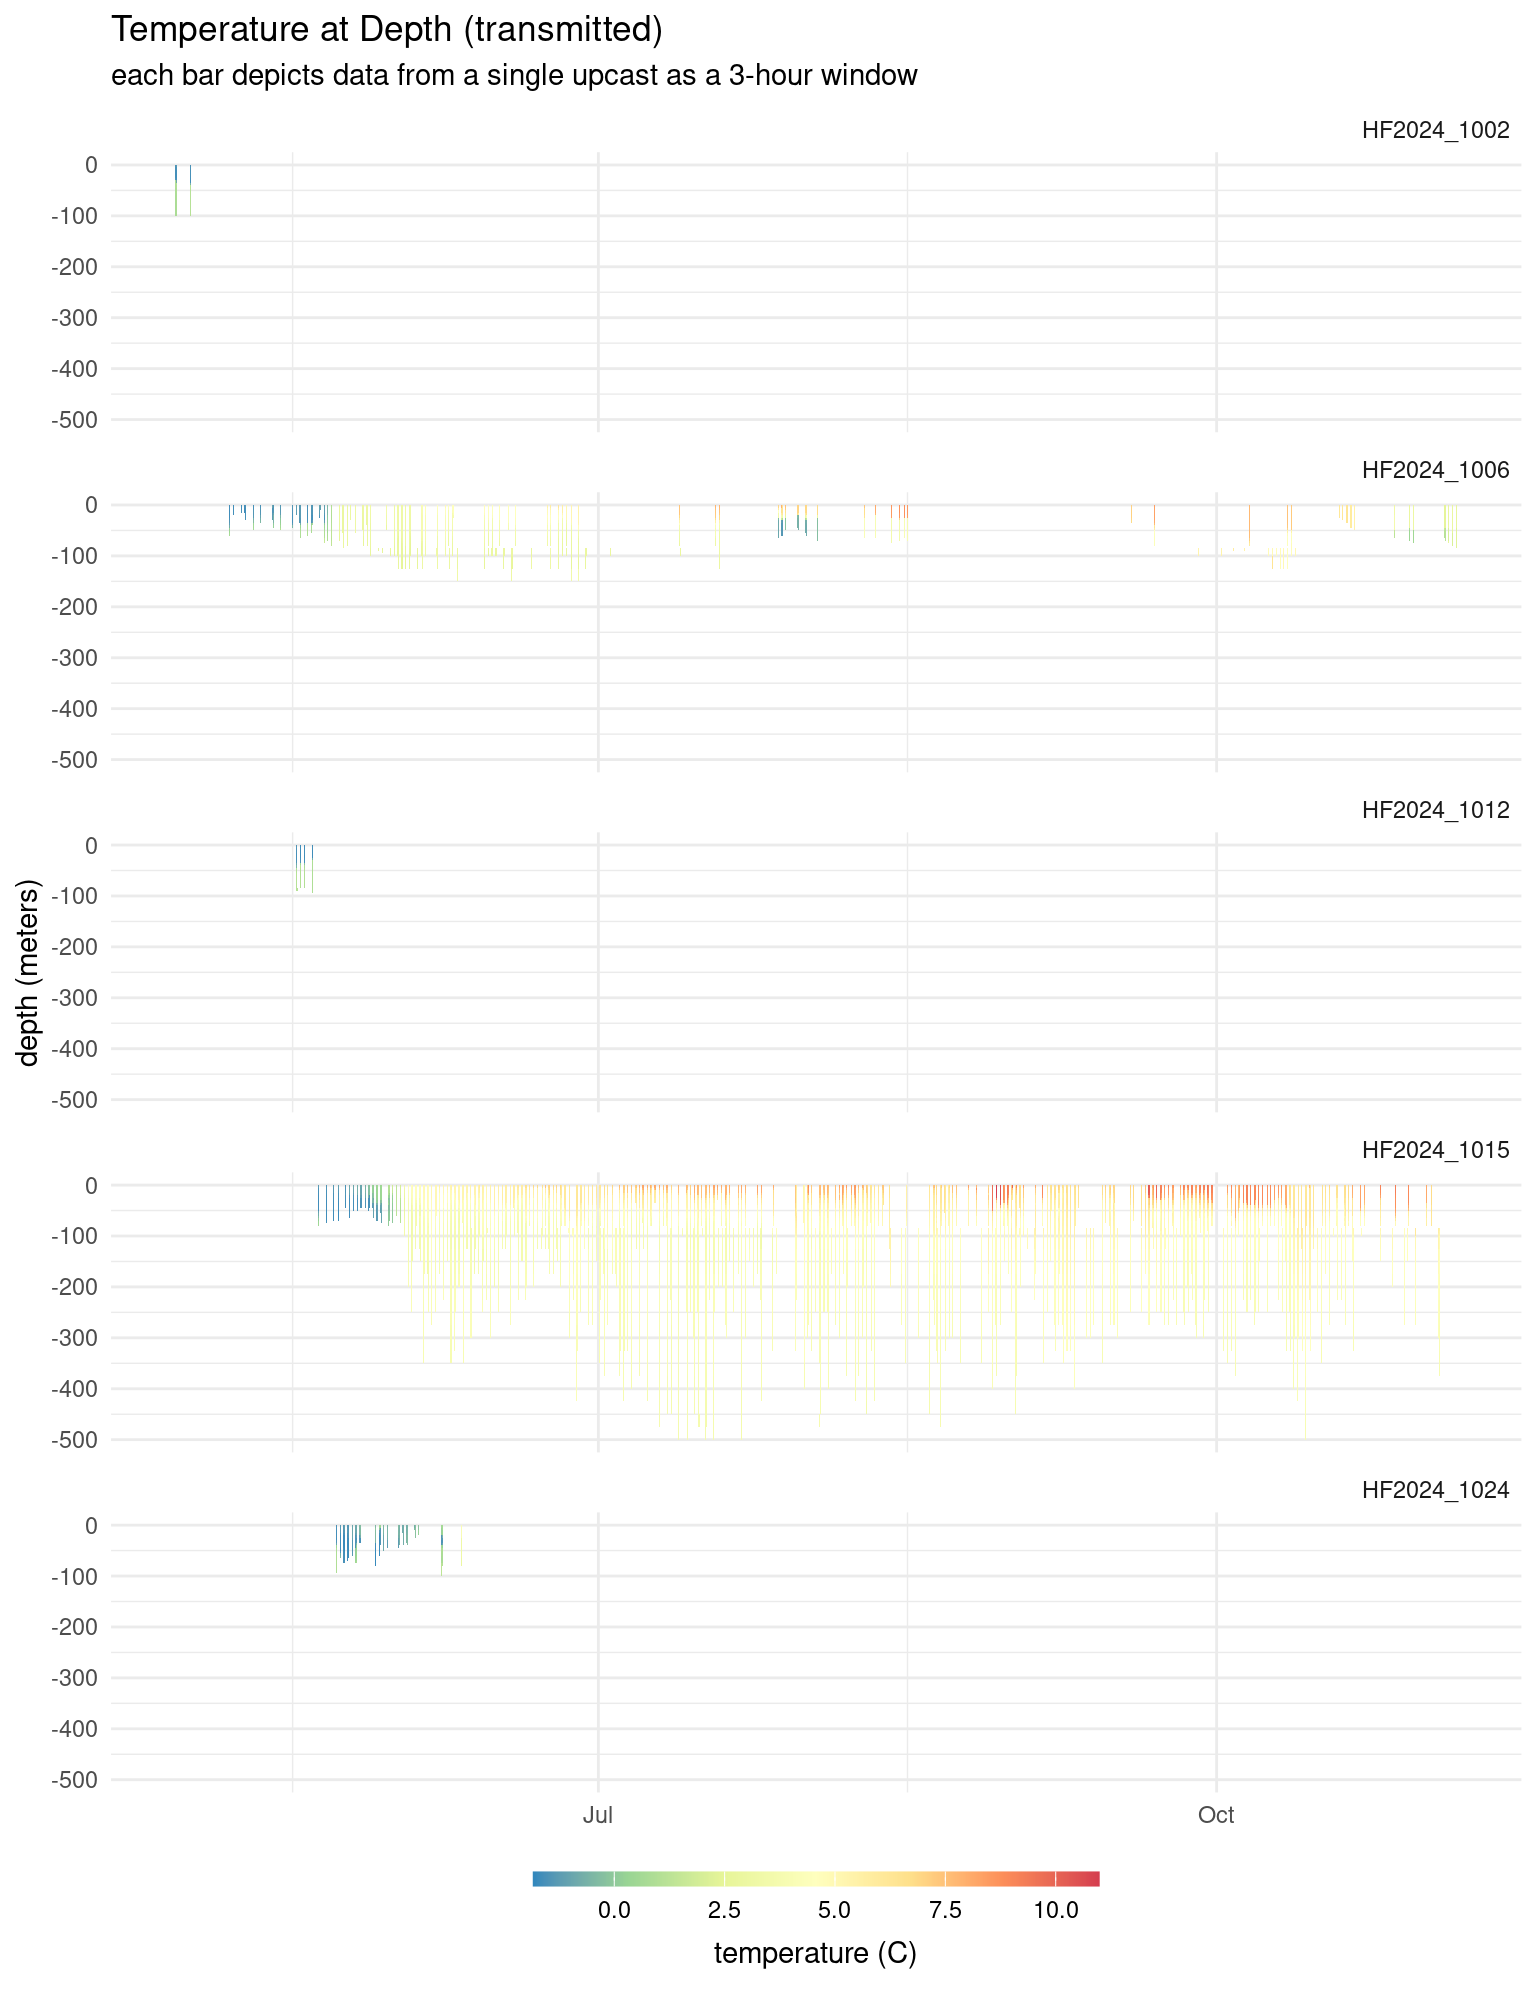 Temperature at Depth (transmitted)
each bar depicts data from a single upcast as a 3-hour window
HF2024_1002
0
-100
-200
-300
-400
-500
HF2024_1006
0
-100
-200
-300
-400
-500
HF2024_1012
0
-100
-200
-300
-400
-500
depth (meters)
HF2024_1015
0
-100
-200
-300
-400
-500
HF2024_1024
0
-100
-200
-300
-400
-500
Jul Oct
0.0 2.5 5.0 7.5 10.0
temperature (C)